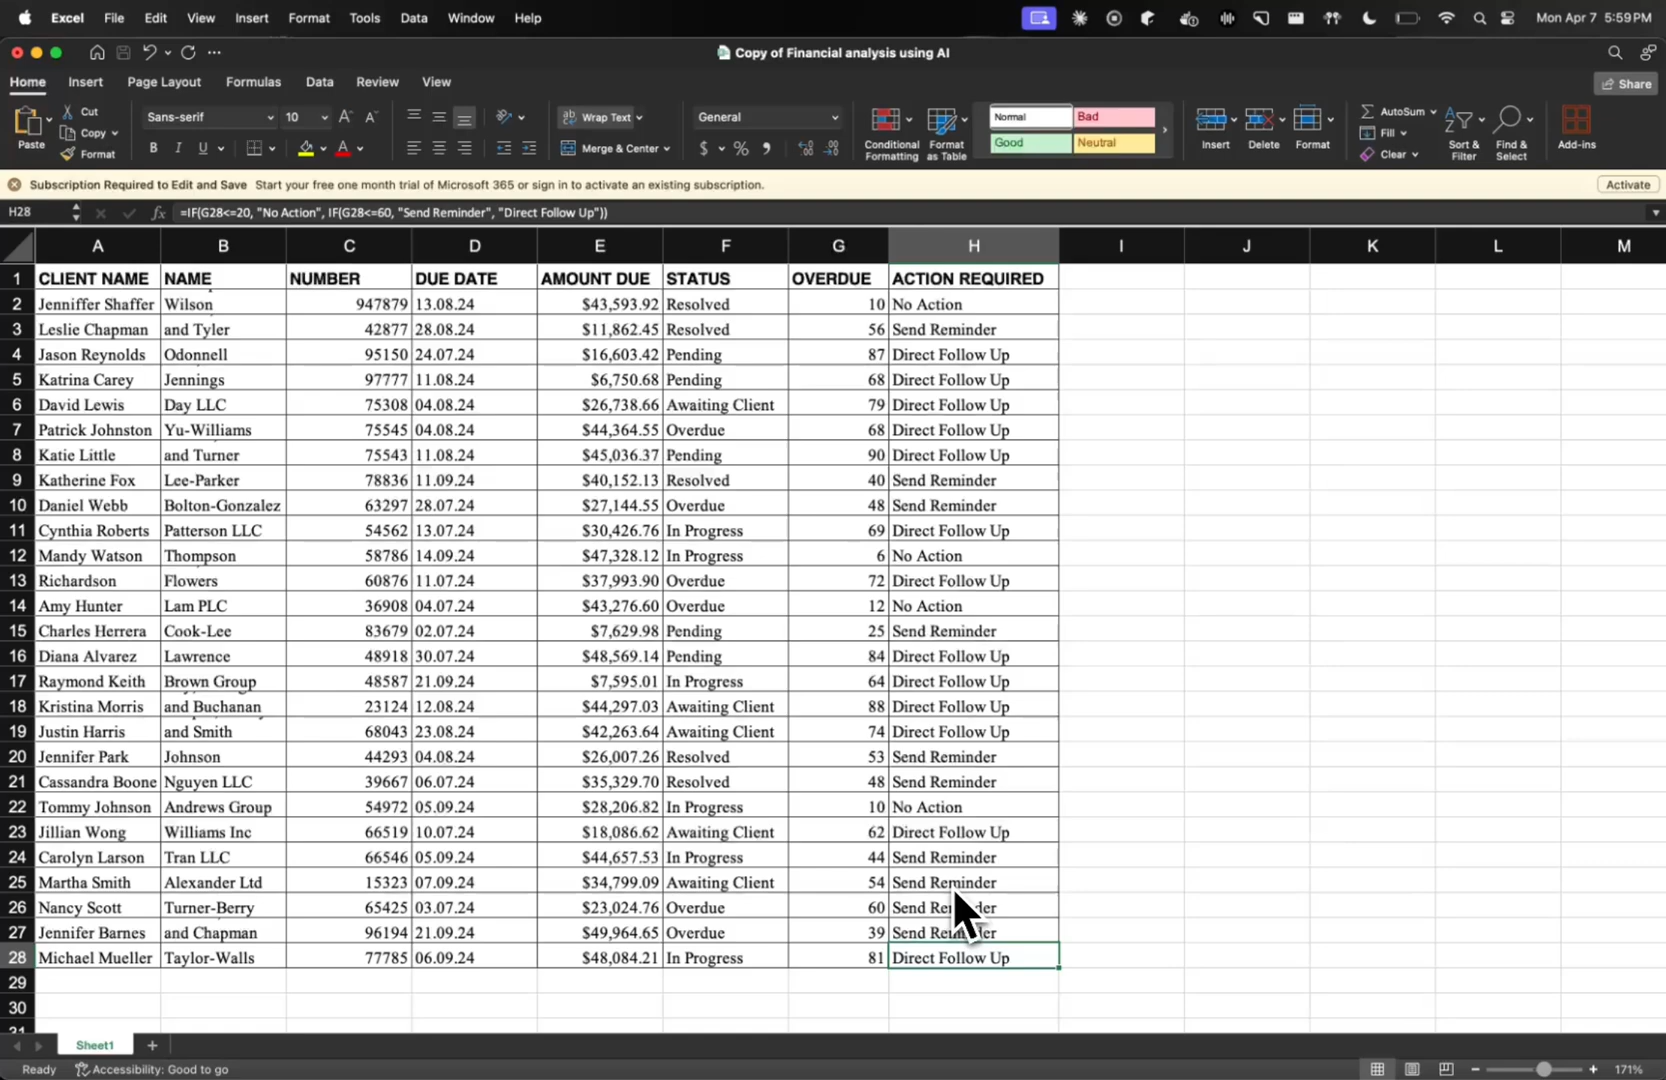 Excel File Edit View Insert Format Tools Data Window Help Mon Apr 7 5:59 PM
Copy of Financial analysis using AI
Home Insert Page Layout Formulas Data Review View Share
Paste Cut Copy Format
Sans-serif 10
B I U A
Wrap Text
Merge & Center
General
$ % 9
Conditional Formatting
Format as Table
Normal Bad
Good Neutral
Insert Delete Format
AutoSum
Fill
Clear
Sort & Filter
Find & Select
Add-ins
Subscription Required to Edit and Save Start your free one month trial of Microsoft 365 or sign in to activate an existing subscription. Activate
H28 fx =IF(G28<=20, "No Action", IF(G28<=60, "Send Reminder", "Direct Follow Up"))
A B C D E F G H I J K L M
1 CLIENT NAME NAME NUMBER DUE DATE AMOUNT DUE STATUS OVERDUE ACTION REQUIRED
2 Jenniffer Shaffer Wilson 947879 13.08.24 $43,593.92 Resolved 10 No Action
3 Leslie Chapman and Tyler 42877 28.08.24 $11,862.45 Resolved 56 Send Reminder
4 Jason Reynolds Odonnell 95150 24.07.24 $16,603.42 Pending 87 Direct Follow Up
5 Katrina Carey Jennings 97777 11.08.24 $6,750.68 Pending 68 Direct Follow Up
6 David Lewis Day LLC 75308 04.08.24 $26,738.66 Awaiting Client 79 Direct Follow Up
7 Patrick Johnston Yu-Williams 75545 04.08.24 $44,364.55 Overdue 68 Direct Follow Up
8 Katie Little and Turner 75543 11.08.24 $45,036.37 Pending 90 Direct Follow Up
9 Katherine Fox Lee-Parker 78836 11.09.24 $40,152.13 Resolved 40 Send Reminder
10 Daniel Webb Bolton-Gonzalez 63297 28.07.24 $27,144.55 Overdue 48 Send Reminder
11 Cynthia Roberts Patterson LLC 54562 13.07.24 $30,426.76 In Progress 69 Direct Follow Up
12 Mandy Watson Thompson 58786 14.09.24 $47,328.12 In Progress 6 No Action
13 Richardson Flowers 60876 11.07.24 $37,993.90 Overdue 72 Direct Follow Up
14 Amy Hunter Lam PLC 36908 04.07.24 $43,276.60 Overdue 12 No Action
15 Charles Herrera Cook-Lee 83679 02.07.24 $7,629.98 Pending 25 Send Reminder
16 Diana Alvarez Lawrence 48918 30.07.24 $48,569.14 Pending 84 Direct Follow Up
17 Raymond Keith Brown Group 48587 21.09.24 $7,595.01 In Progress 64 Direct Follow Up
18 Kristina Morris and Buchanan 23124 12.08.24 $44,297.03 Awaiting Client 88 Direct Follow Up
19 Justin Harris and Smith 68043 23.08.24 $42,263.64 Awaiting Client 74 Direct Follow Up
20 Jennifer Park Johnson 44293 04.08.24 $26,007.26 Resolved 53 Send Reminder
21 Cassandra Boone Nguyen LLC 39667 06.07.24 $35,329.70 Resolved 48 Send Reminder
22 Tommy Johnson Andrews Group 54972 05.09.24 $28,206.82 In Progress 10 No Action
23 Jillian Wong Williams Inc 66519 10.07.24 $18,086.62 Awaiting Client 62 Direct Follow Up
24 Carolyn Larson Tran LLC 66546 05.09.24 $44,657.53 In Progress 44 Send Reminder
25 Martha Smith Alexander Ltd 15323 07.09.24 $34,799.09 Awaiting Client 54 Send Reminder
26 Nancy Scott Turner-Berry 65425 03.07.24 $23,024.76 Overdue 60 Send Reminder
27 Jennifer Barnes and Chapman 96194 21.09.24 $49,964.65 Overdue 39 Send Reminder
28 Michael Mueller Taylor-Walls 77785 06.09.24 $48,084.21 In Progress 81 Direct Follow Up
29
30
31
Sheet1 +
Ready Accessibility: Good to go 171%